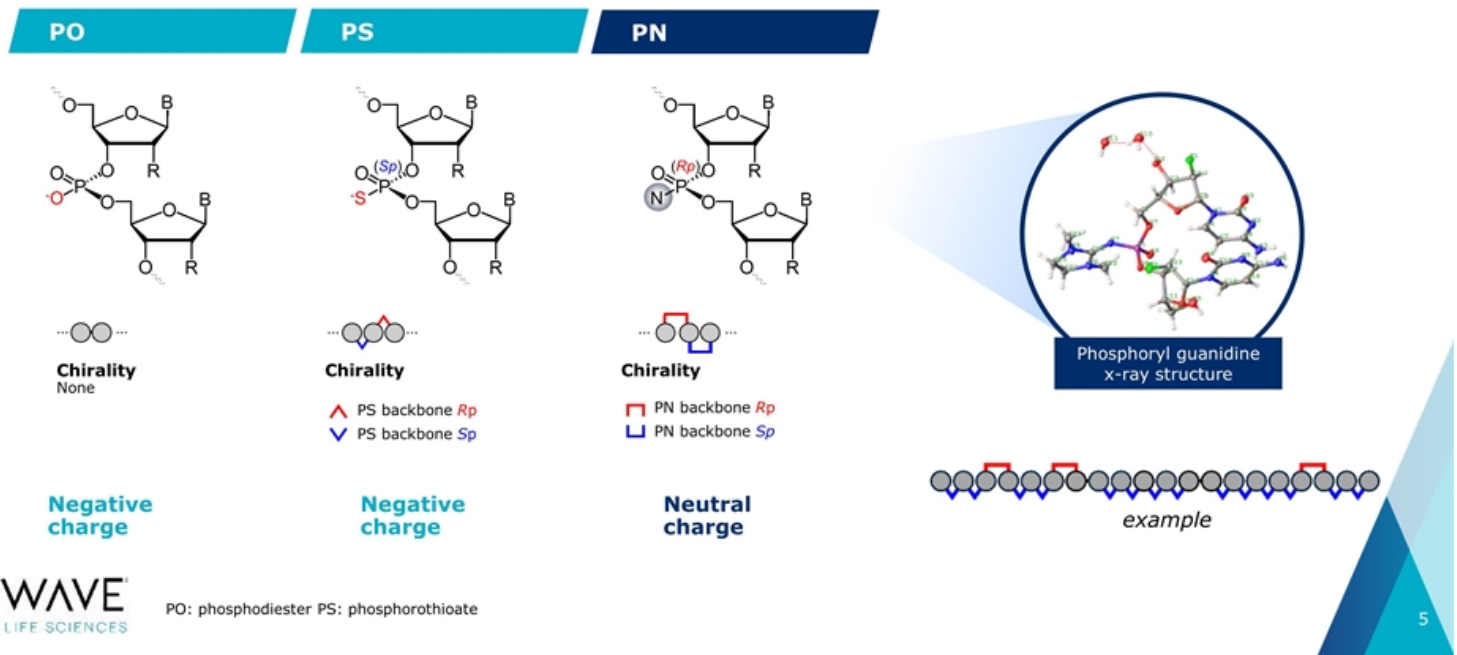 PO
PS
PN
O
O
B
O
R
O
P
-O
O
O
B
O
R
O
O
B
(Sp)
O
R
O
P
-S
O
O
B
O
R
O
O
B
(Rp)
O
R
O
P
N
O
O
B
O
R
Chirality
None
Chirality
PS backbone Rp
PS backbone Sp
Chirality
PN backbone Rp
PN backbone Sp
Negative
charge
Negative
charge
Neutral
charge
Phosphoryl guanidine
x-ray structure
example
WAVE
LIFE SCIENCES
PO: phosphodiester PS: phosphorothioate
5